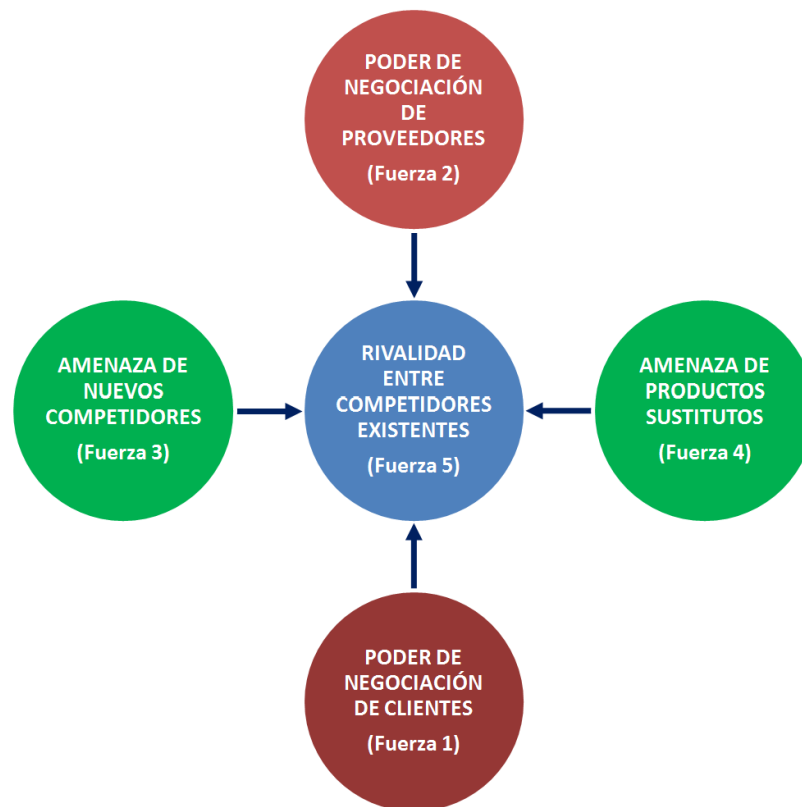 PODER DE
NEGOCIACIÓN
DE
PROVEEDORES
(Fuerza 2)
AMENAZA DE
NUEVOS
COMPETIDORES
(Fuerza 3)
RIVALIDAD
ENTRE
COMPETIDORES
EXISTENTES
(Fuerza 5)
AMENAZA DE
PRODUCTOS
SUSTITUTOS
(Fuerza 4)
PODER DE
NEGOCIACIÓN
DE CLIENTES
(Fuerza 1)